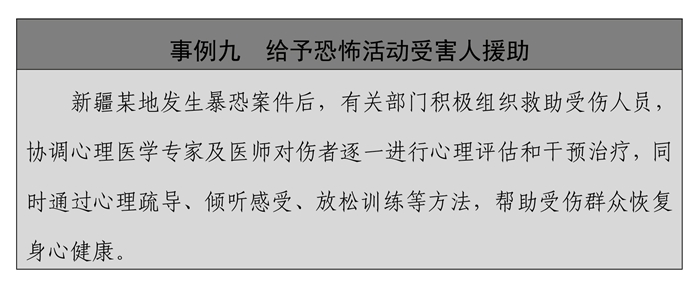 事例九　给予恐怖活动受害人援助
新疆某地发生暴恐案件后，有关部门积极组织救助受伤人员，
协调心理医学专家及医师对伤者逐一进行心理评估和干预治疗，同
时通过心理疏导、倾听感受、放松训练等方法，帮助受伤群众恢复
身心健康。